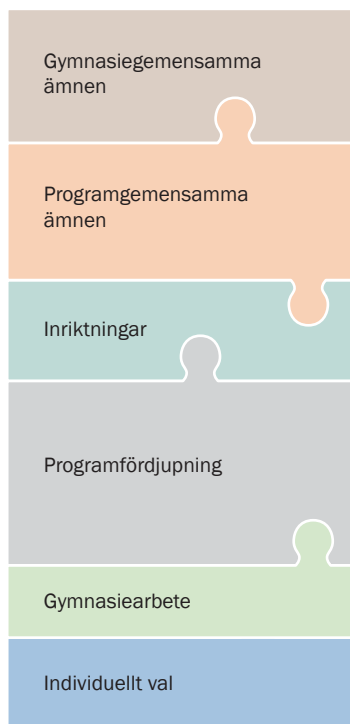 Gymnasiegemensamma
ämnen
Programgemensamma
ämnen
Inriktningar
Programfördjupning
Gymnasiearbete
Individuellt val